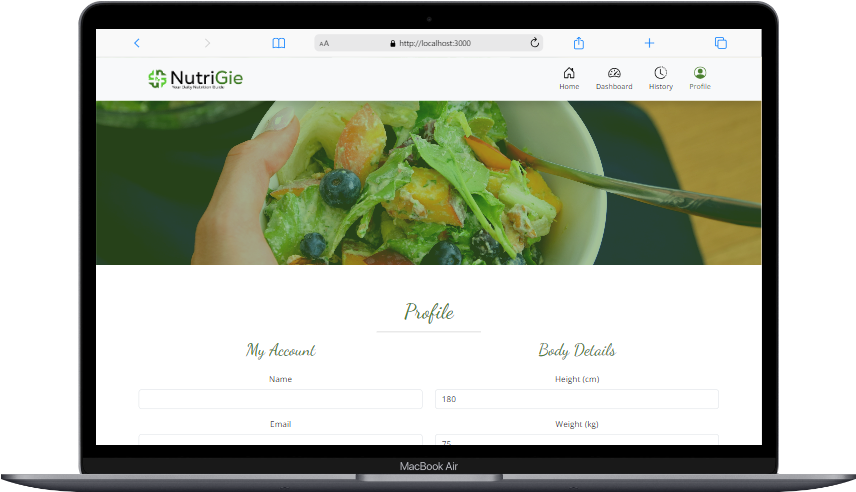 AA http://localhost:3000
NutriGie
Your Daily Nutrition Guide
Home Dashboard History Profile
Profile
My Account
Body Details
Name
Height (cm)
180
Email
Weight (kg)
75
MacBook Air